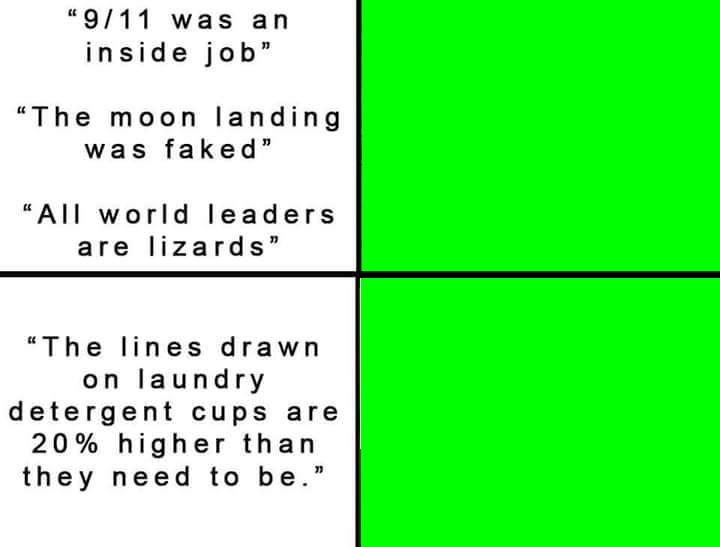 “9/11 was an
inside job”
“The moon landing
was faked”
“All world leaders
are lizards”
“The lines drawn
on laundry
detergent cups are
20% higher than
they need to be.”